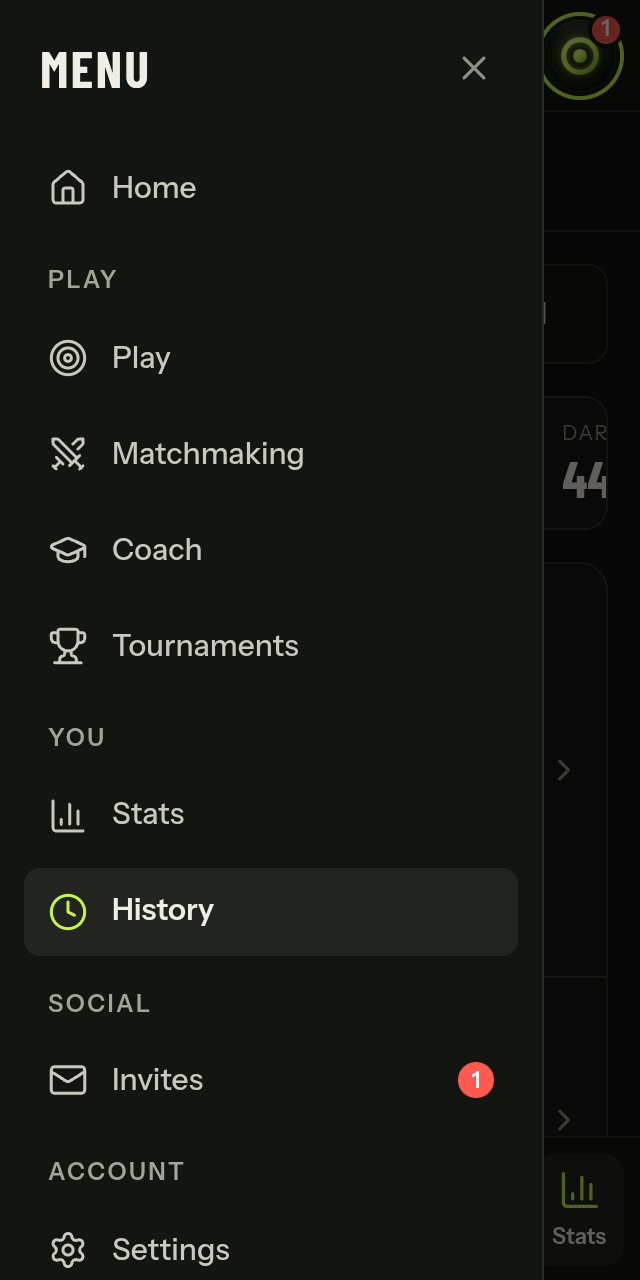 MENU
1
Home
PLAY
Play
DAR
Matchmaking
44
Coach
Tournaments
YOU
Stats
History
SOCIAL
Invites
1
ACCOUNT
Settings
Stats